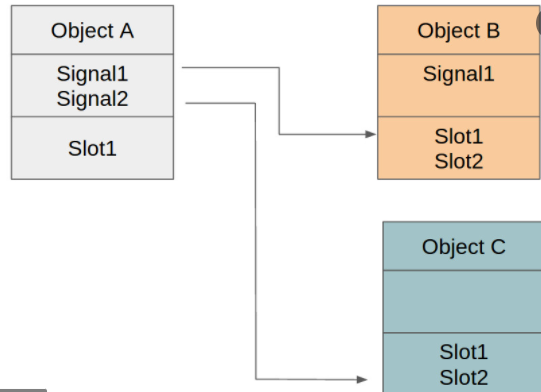 Object A
Signal1
Signal2
Slot1
Object B
Signal1
Slot1
Slot2
Object C
Slot1
Slot2